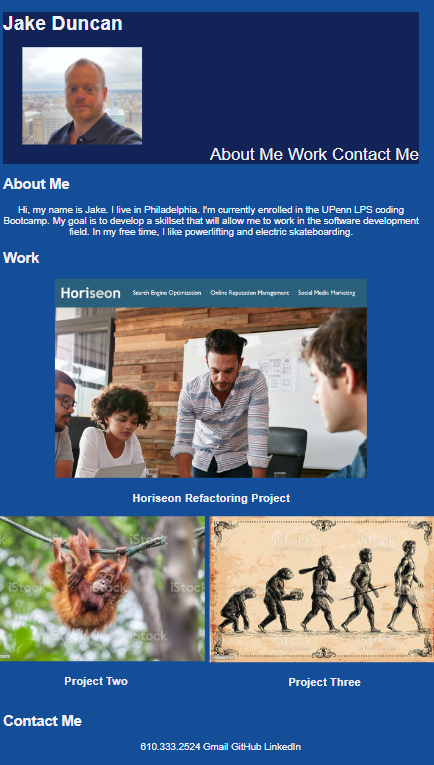 Jake Duncan
About Me Work Contact Me
About Me
Hi, my name is Jake. I live in Philadelphia. I'm currently enrolled in the UPenn LPS coding
Bootcamp. My goal is to develop a skillset that will allow me to work in the software development
field. In my free time, I like powerlifting and electric skateboarding.
Work
Horiseon Search Engine Optimization Online Reputation Management Social Media Marketing
Horiseon Refactoring Project
iStock
iStock
iStock
iStock
Project Two
Project Three
Contact Me
610.333.2524 Gmail GitHub LinkedIn